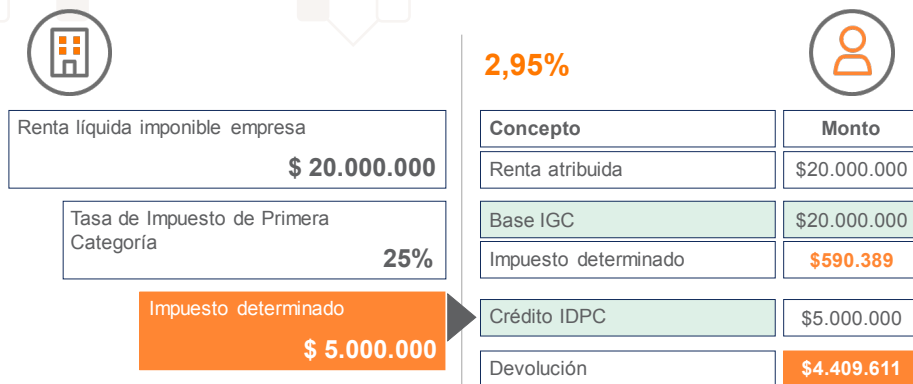 Renta líquida imponible empresa
$ 20.000.000
Tasa de Impuesto de Primera
Categoría
25%
Impuesto determinado
$ 5.000.000
2,95%
Concepto Monto
Renta atribuida $20.000.000
Base IGC $20.000.000
Impuesto determinado $590.389
Crédito IDPC $5.000.000
Devolución $4.409.611